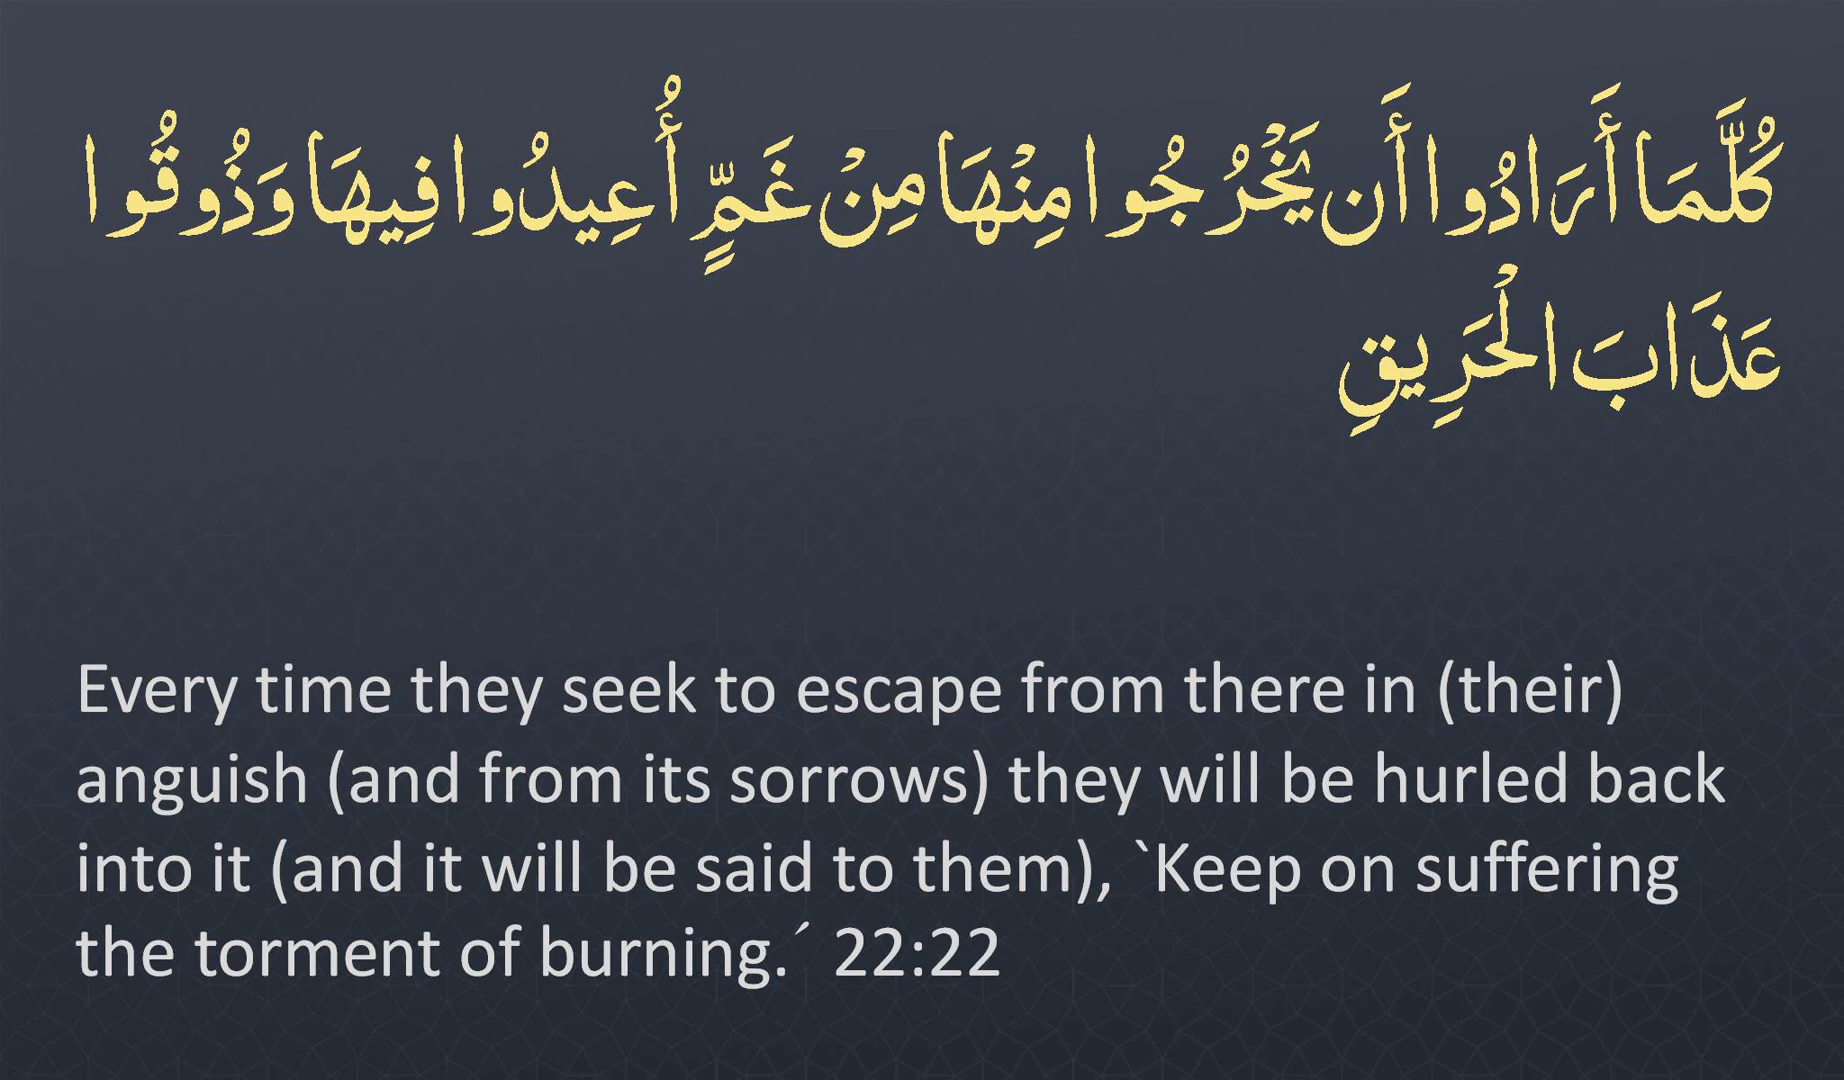 كُلَّمَا أَرَادُوا أَن يَخْرُجُوا مِنْهَا مِنْ غَمٍّ أُعِيدُوا فِيهَا وَذُوقُوا
عَذَابَ الْحَرِيقِ
Every time they seek to escape from there in (their)
anguish (and from its sorrows) they will be hurled back
into it (and it will be said to them), `Keep on suffering
the torment of burning.´ 22:22